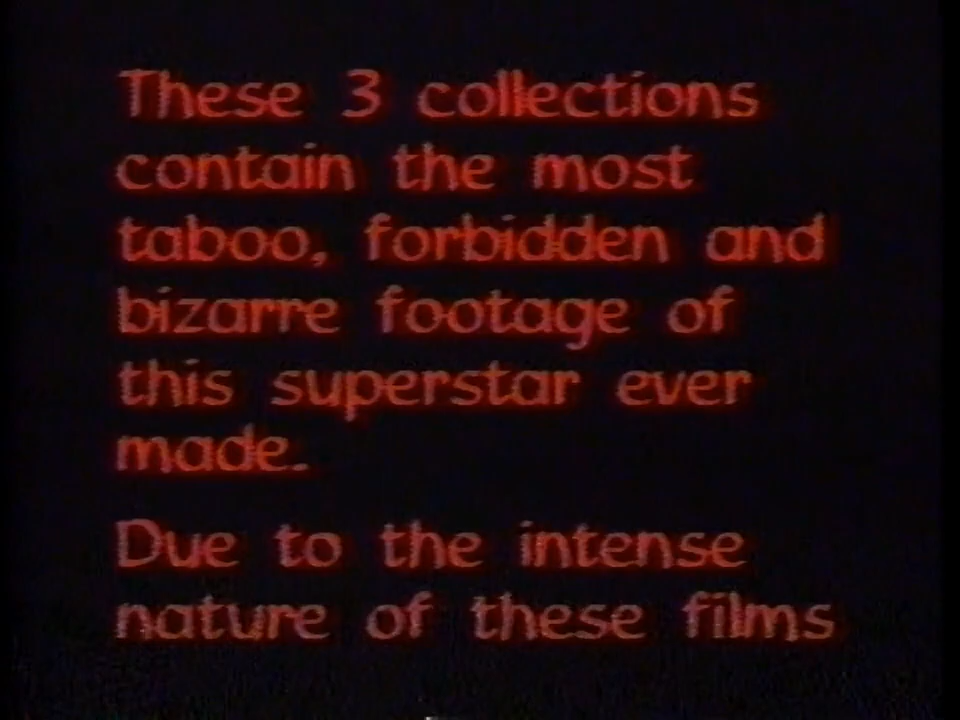 These 3 collections
contain the most
taboo, forbidden and
bizarre footage of
this superstar ever
made.
Due to the intense
nature of these films